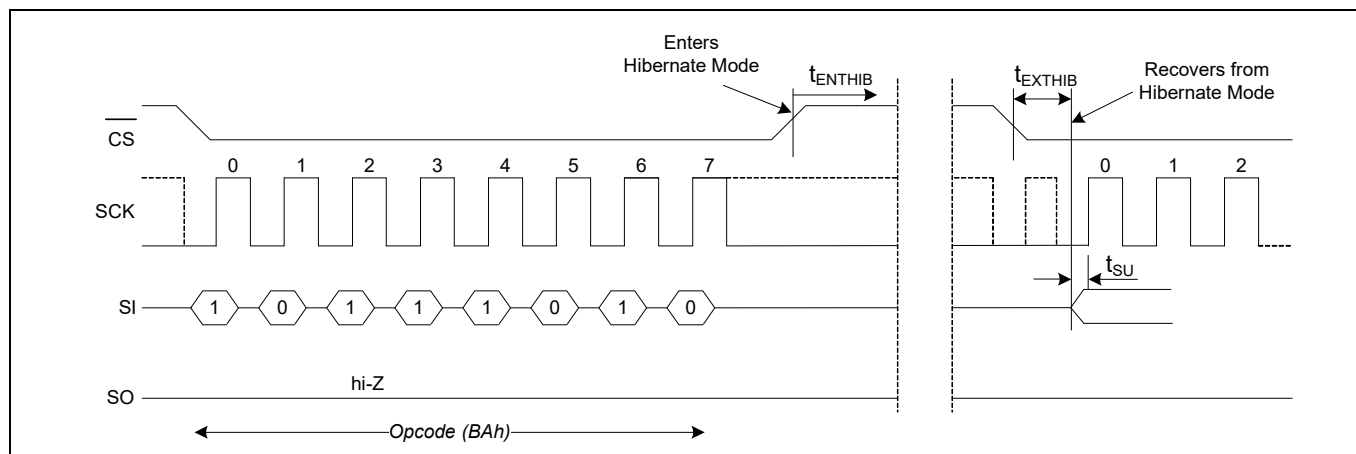 Enters
Hibernate Mode
tENTHIB
tEXTHIB
Recovers from
Hibernate Mode
CS
0 1 2 3 4 5 6 7 0 1 2
SCK
tSU
SI 1 0 1 1 1 0 1 0
hi-Z
SO
Opcode (BAh)